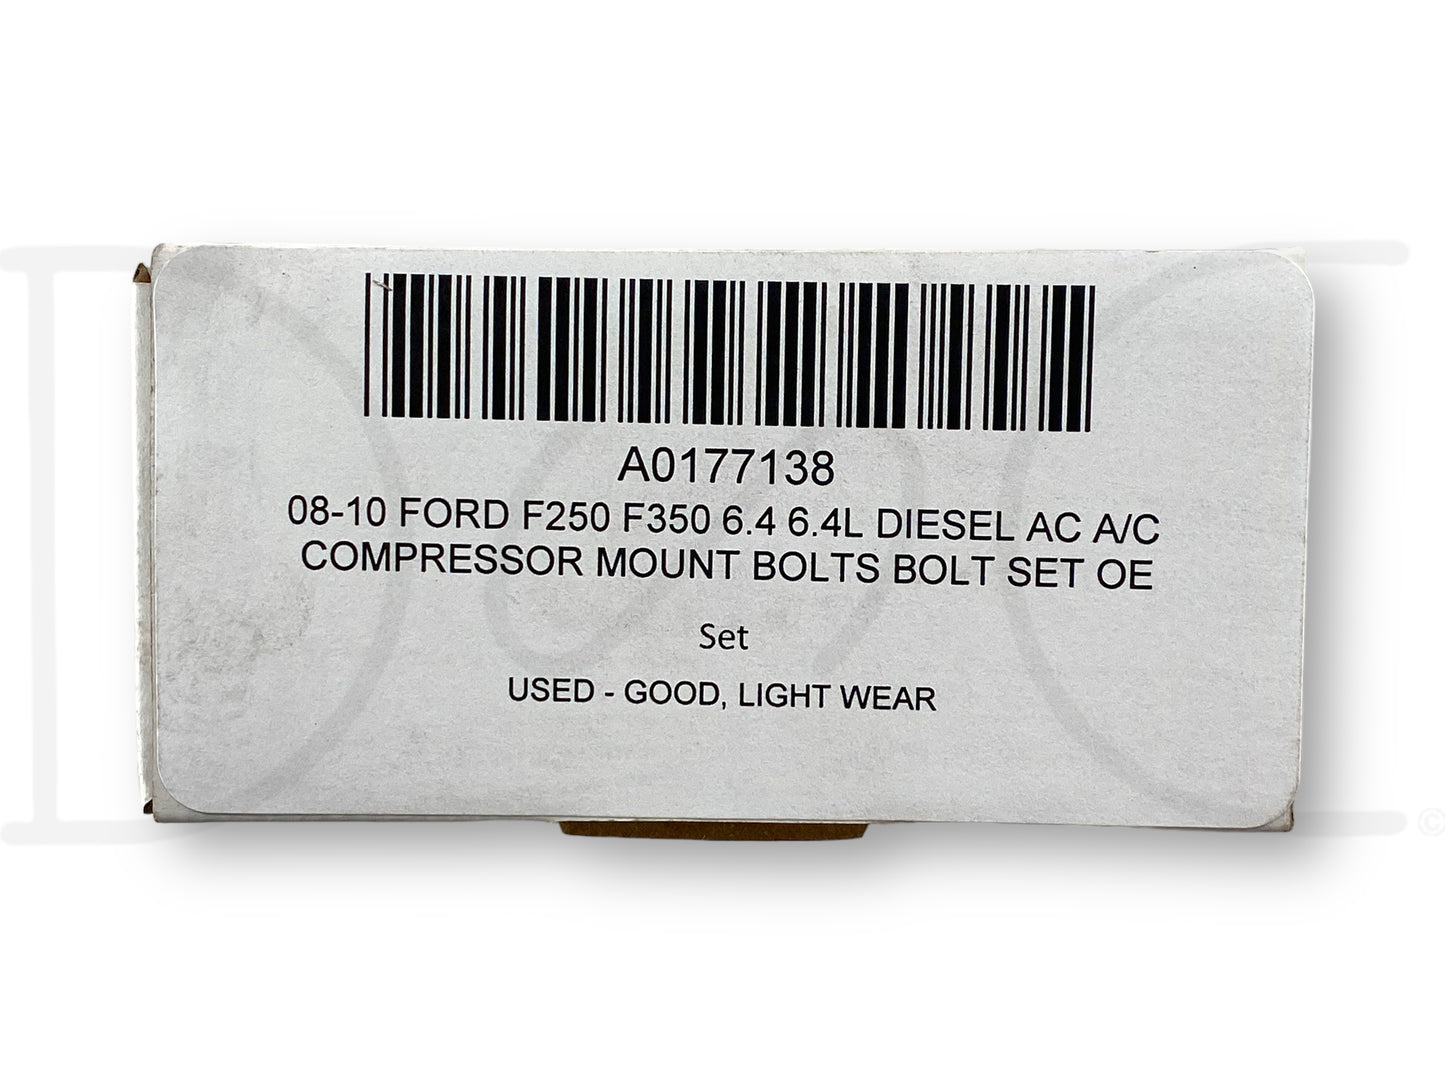 A0177138
08-10 FORD F250 F350 6.4 6.4L DIESEL AC A/C
COMPRESSOR MOUNT BOLTS BOLT SET OE
Set
USED - GOOD, LIGHT WEAR
©